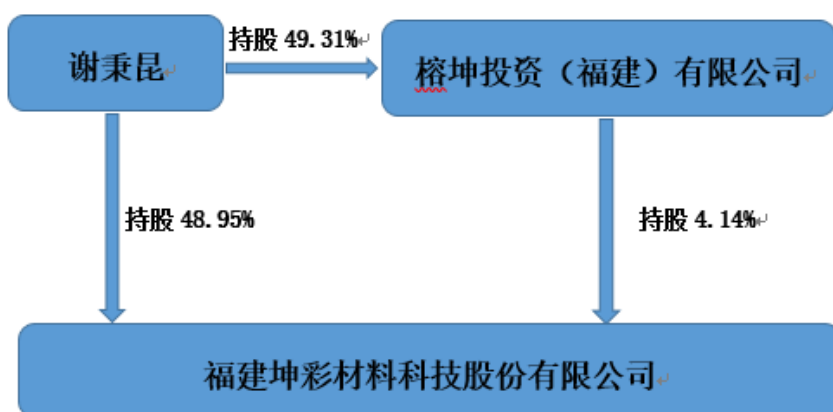 谢秉昆
持股 49.31%
榕坤投资（福建）有限公司
持股 48.95%
持股 4.14%
福建坤彩材料科技股份有限公司